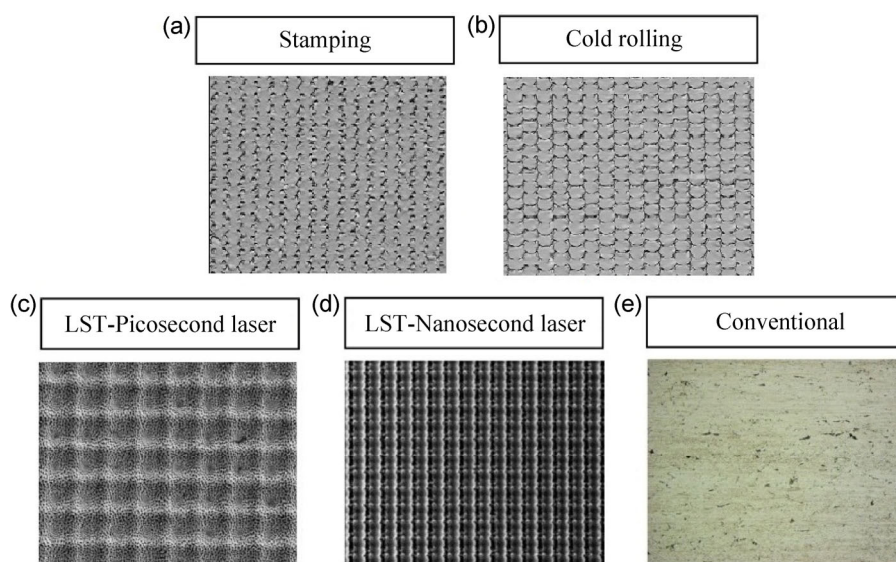 (a)
Stamping
(b)
Cold rolling
(c)
LST-Picosecond laser
(d)
LST-Nanosecond laser
(e)
Conventional